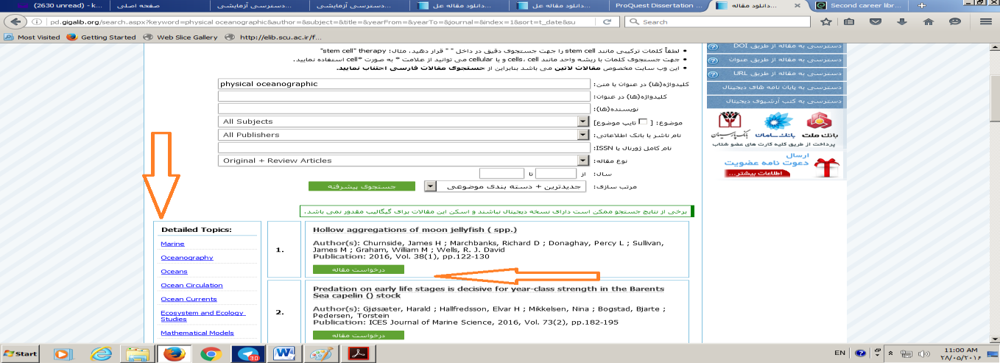 (2630 unread) - k...
صفحه اصلی
دسترسی آزمایشی...
دسترسی آزمایشی...
دانلود مقاله عل...
دانلود مقاله عل...
ProQuest Dissertation ...
دانلود مقاله...
Second career libr...
pd.gigalib.org/search.aspx?keyword=physical oceanographic&author=&subject=&title=&yearFrom=&yearTo=&journal=&index=1&sort=t_date&su
Search
Most Visited
Getting Started
Web Slice Gallery
http://elib.scu.ac.ir/f...
لطفاً کلمات ترکیبی مانند stem cell را جهت جستجوی دقیق در داخل " " قرار دهید. مثال: "stem cell" therapy
جهت جستجوی کلمات با ریشه واحد مانند cells، cell و یا cellular می توانید از علامت * به صورت cell* استفاده نمایید.
این وب سایت مخصوص مقالات لاتین می باشد بنابراین از جستجوی مقالات فارسی اجتناب نمایید.
کلیدواژه(ها) در عنوان یا متن:
physical oceanographic
کلیدواژه(ها) در عنوان:
نویسنده(ها):
موضوع: [ تایپ موضوع]
All Subjects
نام ناشر یا بانک اطلاعاتی:
All Publishers
نام کامل ژورنال یا ISSN:
نوع مقاله:
Original + Review Articles
سال: از تا
مرتب سازی:
جدیدترین + دسته بندی موضوعی
جستجوی پیشرفته
برخی از نتایج جستجو ممکن است دارای نسخه دیجیتال نباشند و اسکن این مقالات برای گیگالیب مقدور نمی باشد.
دسترسی به مقاله از طریق DOI
دسترسی به مقاله از طریق عنوان
دسترسی به مقاله از طریق URL
دسترسی به پایان نامه های دیجیتال
دسترسی به کتب آرشیوی دیجیتال
بانک ملت
بانک سامان
بانک پارسیان
پرداخت از طریق کلیه کارت های عضو شتاب
ارسال
دعوت نامه عضویت
اطلاعات بیشتر...
Detailed Topics:
Marine
Oceanography
Oceans
Ocean Circulation
Ocean Currents
Ecosystem and Ecology
Studies
Mathematical Models
1.
Hollow aggregations of moon jellyfish ( spp.)
Author(s): Churnside, James H ; Marchbanks, Richard D ; Donaghay, Percy L ; Sullivan,
James M ; Graham, William M ; Wells, R. J. David
Publication: 2016, Vol. 38(1), pp.122-130
درخواست مقاله
2.
Predation on early life stages is decisive for year-class strength in the Barents
Sea capelin () stock
Author(s): Gjøsæter, Harald ; Hallfredsson, Elvar H ; Mikkelsen, Nina ; Bogstad, Bjarte ;
Pedersen, Torstein
Publication: ICES Journal of Marine Science, 2016, Vol. 73(2), pp.182-195
درخواست مقاله
Start
30
EN
11:00 AM
۲۸/۰۵/۲۰۱۶